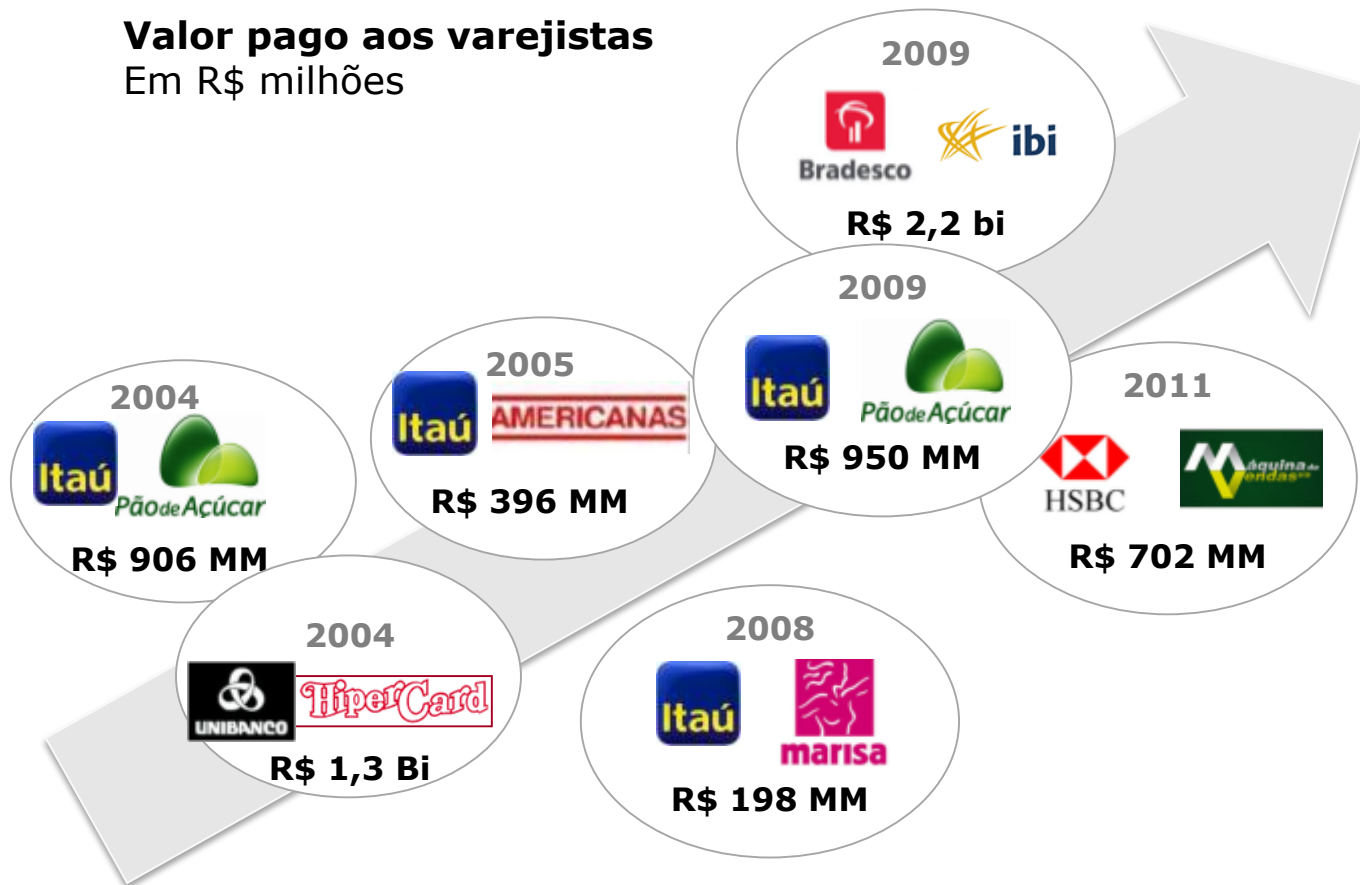 Valor pago aos varejistas
Em R$ milhões
2009
Bradesco
ibi
R$ 2,2 bi
2009
Itaú
Pão de Açúcar
R$ 950 MM
2005
Itaú
AMERICANAS
R$ 396 MM
2004
Itaú
Pão de Açúcar
R$ 906 MM
2011
HSBC
Máquina de
Vendas
R$ 702 MM
2004
UNIBANCO
HiperCard
R$ 1,3 Bi
2008
Itaú
marisa
R$ 198 MM